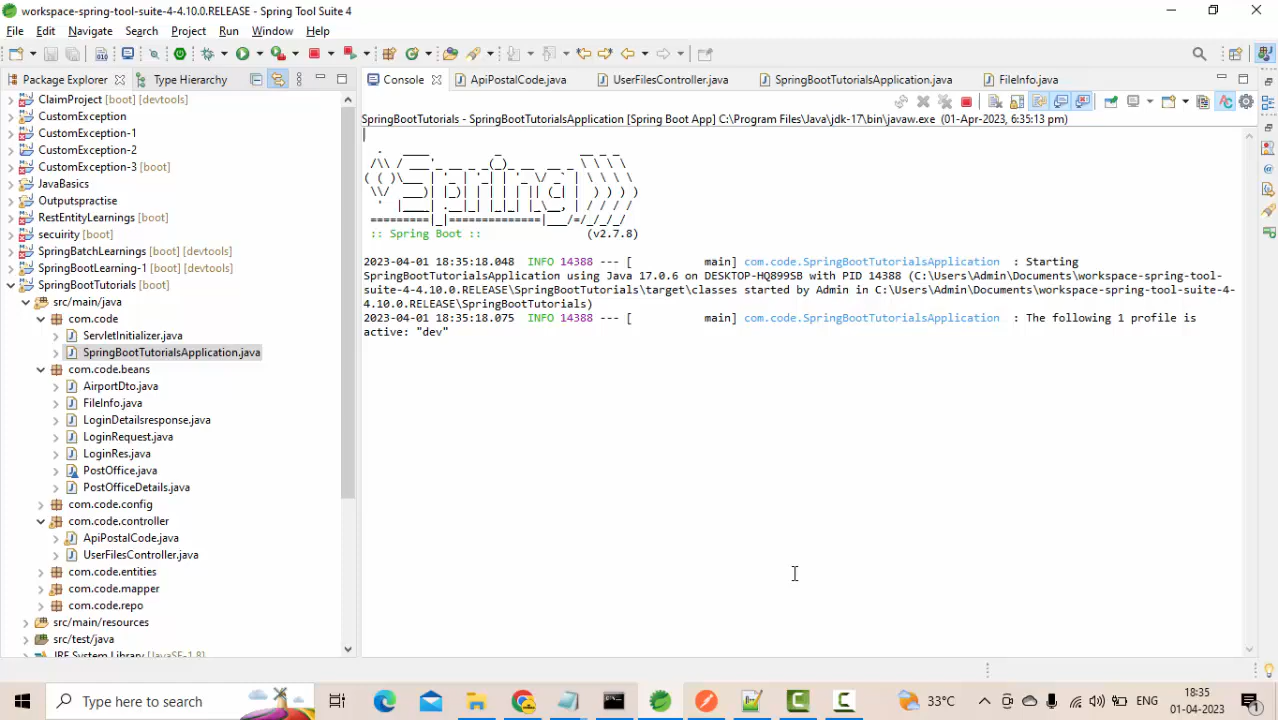 workspace-spring-tool-suite-4-4.10.0.RELEASE - Spring Tool Suite 4
File Edit Navigate Search Project Run Window Help
Package Explorer Type Hierarchy
ClaimProject [boot] [devtools]
CustomException
CustomException-1
CustomException-2
CustomException-3 [boot]
JavaBasics
Outputspractise
RestEntityLearnings [boot]
secuirity [boot]
SpringBatchLearnings [boot] [devtools]
SpringBootLearning-1 [devtools]
SpringBootTutorials [boot]
src/main/java
com.code
ServletInitializer.java
SpringBootTutorialsApplication.java
com.code.beans
AirportDto.java
FileInfo.java
LoginDetailsresponse.java
LoginRequest.java
LoginRes.java
PostOffice.java
PostOfficeDetails.java
com.code.config
com.code.controller
ApiPostalCode.java
UserFilesController.java
com.code.entities
com.code.mapper
com.code.repo
src/main/resources
src/test/java
JRE System Library [JavaSE-1.8]
Console ApiPostalCode.java UserFilesController.java SpringBootTutorialsApplication.java FileInfo.java
SpringBootTutorials - SpringBootTutorialsApplication [Spring Boot App] C:\Program Files\Java\jdk-17\bin\javaw.exe (01-Apr-2023, 6:35:13 pm)
Spring
:: Spring Boot :: (v2.7.8)
2023-04-01 18:35:18.048 INFO 14388 --- [ main] com.code.SpringBootTutorialsApplication : Starting
SpringBootTutorialsApplication using Java 17.0.6 on DESKTOP-HQ899SB with PID 14388 (C:\Users\Admin\Documents\workspace-spring-tool-
suite-4-4.10.0.RELEASE\SpringBootTutorials\target\classes started by Admin in C:\Users\Admin\Documents\workspace-spring-tool-suite-4-
4.10.0.RELEASE\SpringBootTutorials)
2023-04-01 18:35:18.075 INFO 14388 --- [ main] com.code.SpringBootTutorialsApplication : The following 1 profile is
active: "dev"
Type here to search
33°C
ENG
18:35
01-04-2023